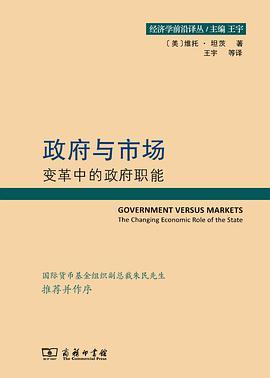 经济学前沿译丛/主编 王宇
〔美〕维托·坦茨 著
王宇 等译
政府与市场
变革中的政府职能
GOVERNMENT VERSUS MARKETS
The Changing Economic Role of the State
国际货币基金组织副总裁朱民先生
推荐并作序
商务印书馆